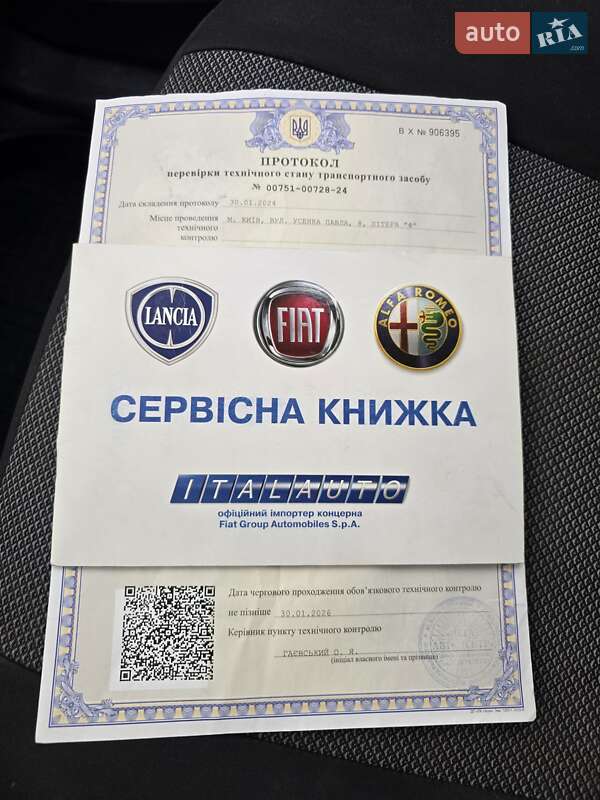 auto RIA.com
В Х № 906395
ПРОТОКОЛ
перевірки технічного стану транспортного засобу
№ 00751-00728-24
Дата складення протоколу 30.01.2024
Місце проведення технічного контролю М. КИЇВ, ВУЛ. УСЕНКА ПАВЛА, 8, ЛІТЕРА "Ф"
LANCIA
FIAT
ALFA ROMEO
СЕРВІСНА КНИЖКА
ITALAUTO
офіційний імпортер концерна
Fiat Group Automobiles S.p.A.
Дата чергового проходження обов'язкового технічного контролю
не пізніше 30.01.2026
Керівник пункту технічного контролю
ГАЄВСЬКИЙ О. Я.
(ініціал власного імені та прізвище)